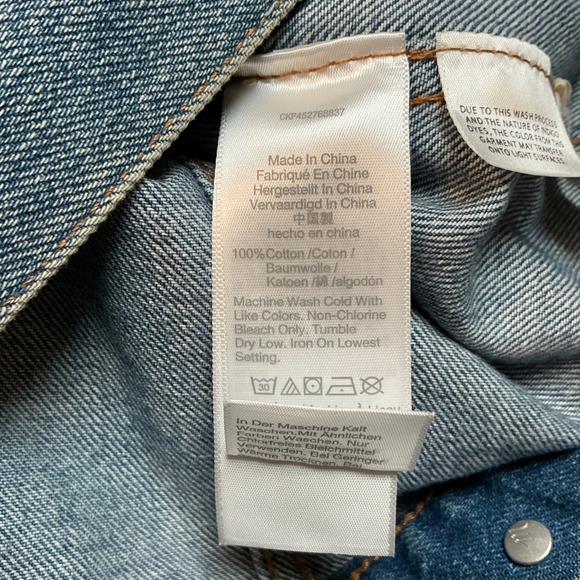 CKP452768837
Made In China
Fabriqué En Chine
Hergestellt In China
Vervaardigd In China
中国製
hecho en china
100%Cotton /Coton /
Baumwolle /
Katoen /綿 /algodón
Machine Wash Cold With
Like Colors. Non-Chlorine
Bleach Only. Tumble
Dry Low. Iron On Lowest
Setting.
30
In Der Maschine Kalt
Waschen.Mit Ähnlichen
Farben Waschen. Nur
Chlorfreies Bleichmittel
Verwenden. Bei Geringer
Wärme Trocknen. Bei
DUE TO THIS WASH PROCESS
AND THE NATURE OF INDIGO
DYES, THE COLOR FROM THIS
GARMENT MAY TRANSFER
ONTO LIGHT SURFACES.